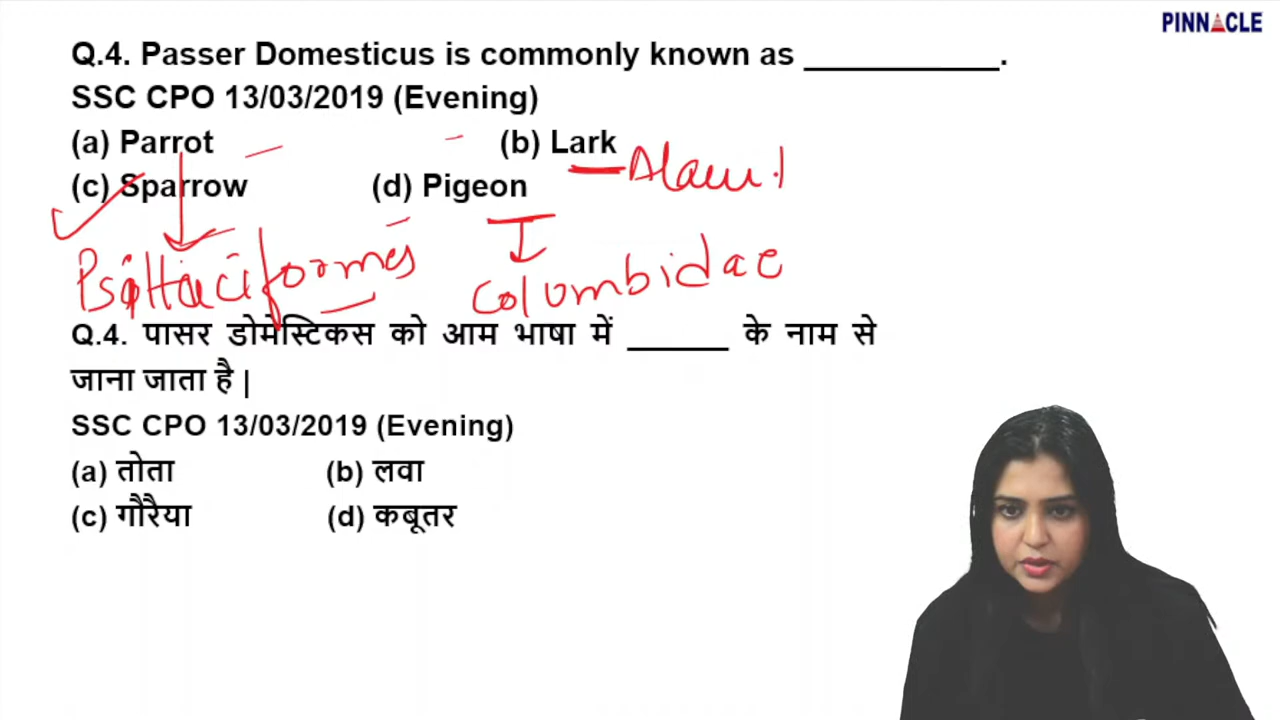 PINNACLE
Q.4. Passer Domesticus is commonly known as ____________.
SSC CPO 13/03/2019 (Evening)
(a) Parrot (b) Lark
(c) Sparrow (d) Pigeon
Psittaciformes Columbidae
Q.4. पासर डोमेस्टिकस को आम भाषा में _______ के नाम से
जाना जाता है |
SSC CPO 13/03/2019 (Evening)
(a) तोता (b) लवा
(c) गौरैया (d) कबूतर